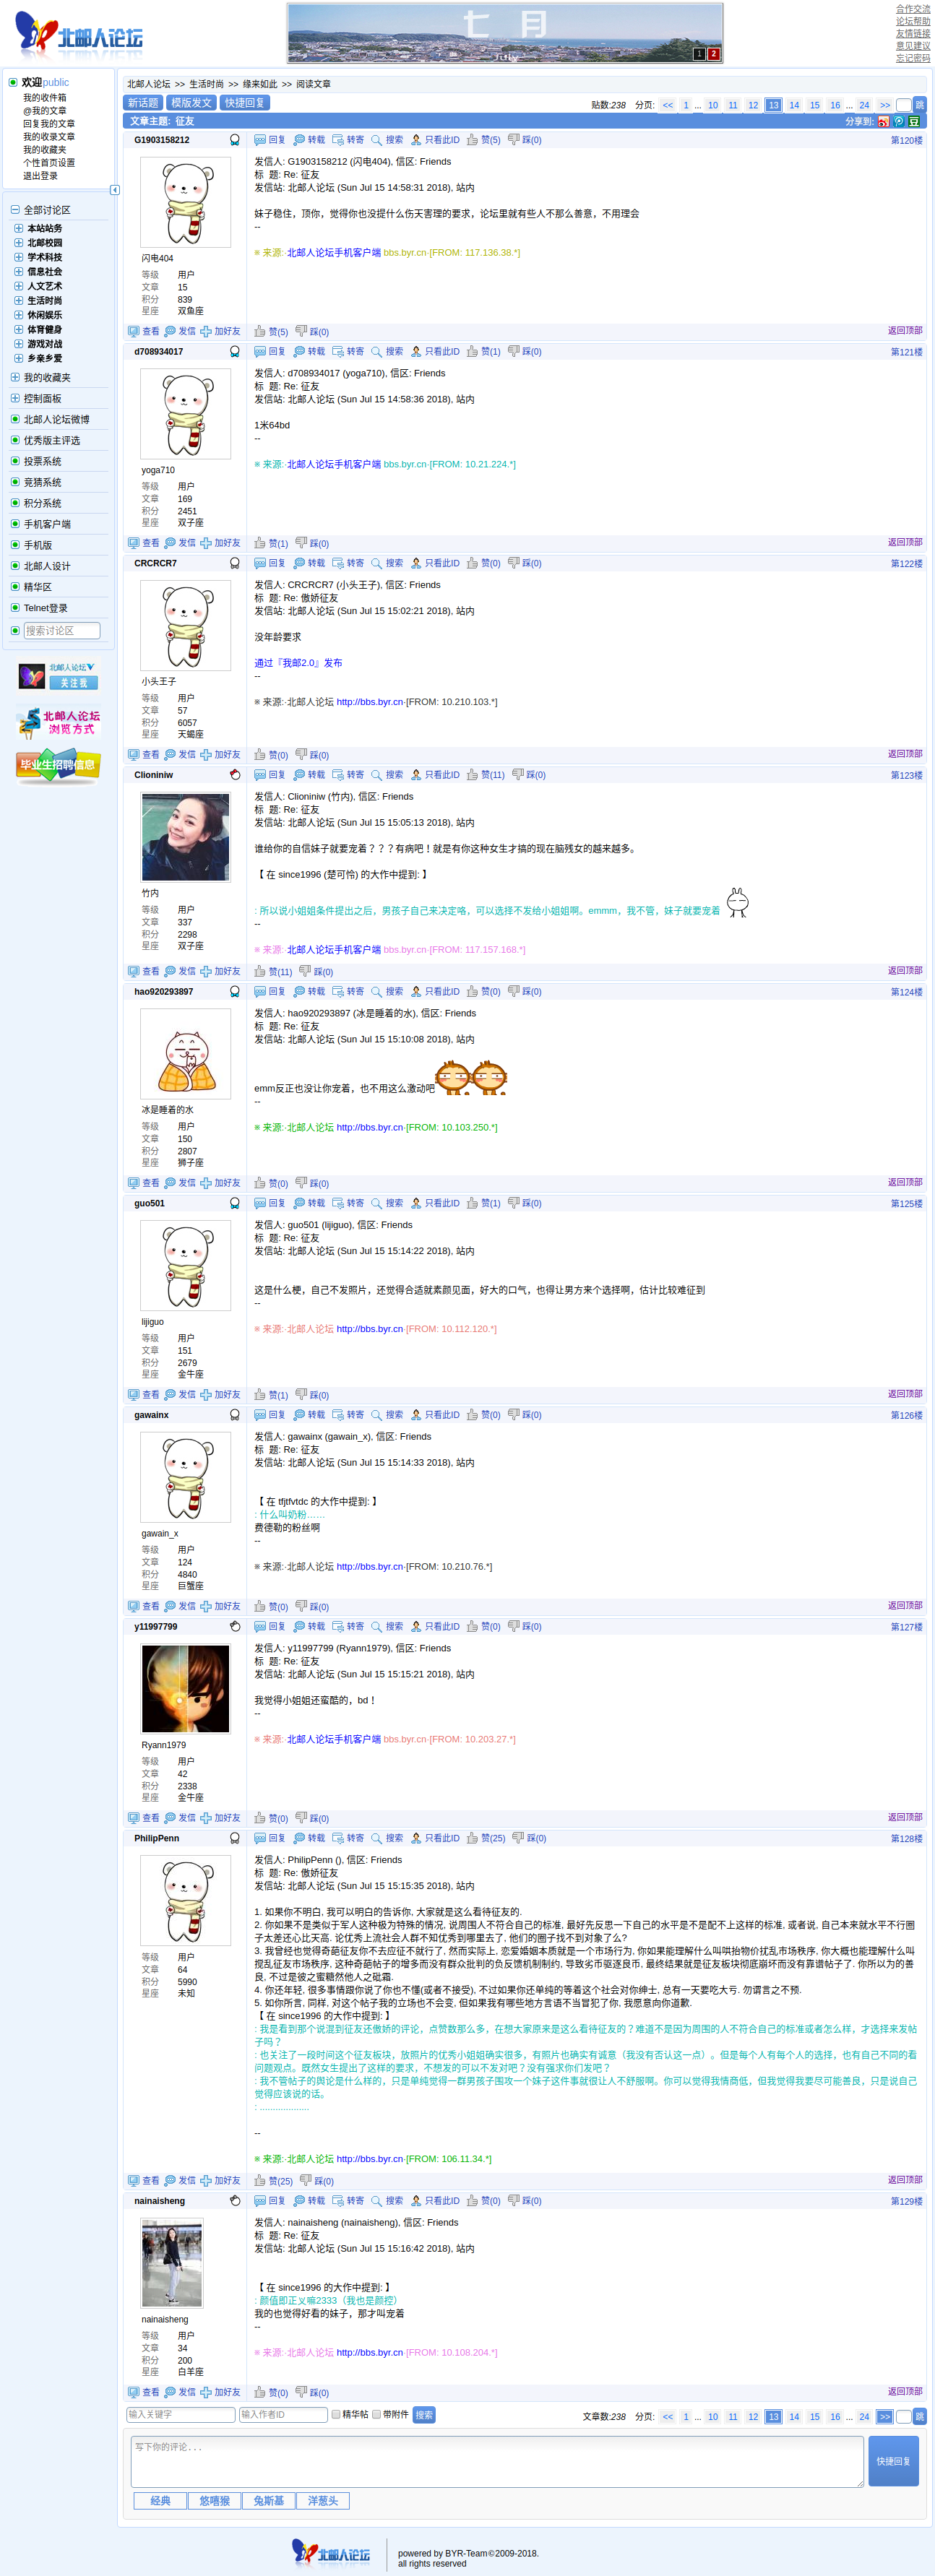 北邮人论坛
七 月
July
1 2
合作交流
论坛帮助
友情链接
意见建议
忘记密码
欢迎public
我的收件箱
@我的文章
回复我的文章
我的收录文章
我的收藏夹
个性首页设置
退出登录
全部讨论区
本站站务
北邮校园
学术科技
信息社会
人文艺术
生活时尚
休闲娱乐
体育健身
游戏对战
乡亲乡爱
我的收藏夹
控制面板
北邮人论坛微博
优秀版主评选
投票系统
竞猜系统
积分系统
手机客户端
手机版
北邮人设计
精华区
Telnet登录
搜索讨论区
北邮人论坛
关注我
北邮人论坛
浏览方式
毕业生招聘信息
北邮人论坛 >> 生活时尚 >> 缘来如此 >> 阅读文章
新话题 模版发文 快捷回复
贴数:238 分页: << 1 ... 10 11 12 13 14 15 16 ... 24 >> 跳
文章主题: 征友
分享到:
G1903158212
回复 转载 转寄 搜索 只看此ID 赞(5) 踩(0)
第120楼
闪电404
等级 用户
文章 15
积分 839
星座 双鱼座
发信人: G1903158212 (闪电404), 信区: Friends
标 题: Re: 征友
发信站: 北邮人论坛 (Sun Jul 15 14:58:31 2018), 站内
妹子稳住，顶你，觉得你也没提什么伤天害理的要求，论坛里就有些人不那么善意，不用理会
--
※ 来源:·北邮人论坛手机客户端 bbs.byr.cn·[FROM: 117.136.38.*]
查看 发信 加好友
赞(5) 踩(0)
返回顶部
d708934017
回复 转载 转寄 搜索 只看此ID 赞(1) 踩(0)
第121楼
yoga710
等级 用户
文章 169
积分 2451
星座 双子座
发信人: d708934017 (yoga710), 信区: Friends
标 题: Re: 征友
发信站: 北邮人论坛 (Sun Jul 15 14:58:36 2018), 站内
1米64bd
--
※ 来源:·北邮人论坛手机客户端 bbs.byr.cn·[FROM: 10.21.224.*]
查看 发信 加好友
赞(1) 踩(0)
返回顶部
CRCRCR7
回复 转载 转寄 搜索 只看此ID 赞(0) 踩(0)
第122楼
小头王子
等级 用户
文章 57
积分 6057
星座 天蝎座
发信人: CRCRCR7 (小头王子), 信区: Friends
标 题: Re: 傲娇征友
发信站: 北邮人论坛 (Sun Jul 15 15:02:21 2018), 站内
没年龄要求
通过『我邮2.0』发布
--
※ 来源:·北邮人论坛 http://bbs.byr.cn·[FROM: 10.210.103.*]
查看 发信 加好友
赞(0) 踩(0)
返回顶部
Clioniniw
回复 转载 转寄 搜索 只看此ID 赞(11) 踩(0)
第123楼
竹内
等级 用户
文章 337
积分 2298
星座 双子座
发信人: Clioniniw (竹内), 信区: Friends
标 题: Re: 征友
发信站: 北邮人论坛 (Sun Jul 15 15:05:13 2018), 站内
谁给你的自信妹子就要宠着？？？有病吧！就是有你这种女生才搞的现在脑残女的越来越多。
【 在 since1996 (楚可怜) 的大作中提到: 】
: 所以说小姐姐条件提出之后，男孩子自己来决定咯，可以选择不发给小姐姐啊。emmm，我不管，妹子就要宠着
--
※ 来源:·北邮人论坛手机客户端 bbs.byr.cn·[FROM: 117.157.168.*]
查看 发信 加好友
赞(11) 踩(0)
返回顶部
hao920293897
回复 转载 转寄 搜索 只看此ID 赞(0) 踩(0)
第124楼
冰是睡着的水
等级 用户
文章 150
积分 2807
星座 狮子座
发信人: hao920293897 (冰是睡着的水), 信区: Friends
标 题: Re: 征友
发信站: 北邮人论坛 (Sun Jul 15 15:10:08 2018), 站内
emm反正也没让你宠着，也不用这么激动吧
--
※ 来源:·北邮人论坛 http://bbs.byr.cn·[FROM: 10.103.250.*]
查看 发信 加好友
赞(0) 踩(0)
返回顶部
guo501
回复 转载 转寄 搜索 只看此ID 赞(1) 踩(0)
第125楼
lijiguo
等级 用户
文章 151
积分 2679
星座 金牛座
发信人: guo501 (lijiguo), 信区: Friends
标 题: Re: 征友
发信站: 北邮人论坛 (Sun Jul 15 15:14:22 2018), 站内
这是什么梗，自己不发照片，还觉得合适就素颜见面，好大的口气，也得让男方来个选择啊，估计比较难征到
--
※ 来源:·北邮人论坛 http://bbs.byr.cn·[FROM: 10.112.120.*]
查看 发信 加好友
赞(1) 踩(0)
返回顶部
gawainx
回复 转载 转寄 搜索 只看此ID 赞(0) 踩(0)
第126楼
gawain_x
等级 用户
文章 124
积分 4840
星座 巨蟹座
发信人: gawainx (gawain_x), 信区: Friends
标 题: Re: 征友
发信站: 北邮人论坛 (Sun Jul 15 15:14:33 2018), 站内
【 在 tfjtfvtdc 的大作中提到: 】
: 什么叫奶粉……
费德勒的粉丝啊
--
※ 来源:·北邮人论坛 http://bbs.byr.cn·[FROM: 10.210.76.*]
查看 发信 加好友
赞(0) 踩(0)
返回顶部
y11997799
回复 转载 转寄 搜索 只看此ID 赞(0) 踩(0)
第127楼
Ryann1979
等级 用户
文章 42
积分 2338
星座 金牛座
发信人: y11997799 (Ryann1979), 信区: Friends
标 题: Re: 征友
发信站: 北邮人论坛 (Sun Jul 15 15:15:21 2018), 站内
我觉得小姐姐还蛮酷的，bd！
--
※ 来源:·北邮人论坛手机客户端 bbs.byr.cn·[FROM: 10.203.27.*]
查看 发信 加好友
赞(0) 踩(0)
返回顶部
PhilipPenn
回复 转载 转寄 搜索 只看此ID 赞(25) 踩(0)
第128楼
等级 用户
文章 64
积分 5990
星座 未知
发信人: PhilipPenn (), 信区: Friends
标 题: Re: 傲娇征友
发信站: 北邮人论坛 (Sun Jul 15 15:15:35 2018), 站内
1. 如果你不明白, 我可以明白的告诉你, 大家就是这么看待征友的.
2. 你如果不是类似于军人这种极为特殊的情况, 说周围人不符合自己的标准, 最好先反思一下自己的水平是不是配不上这样的标准, 或者说, 自己本来就水平不行圈
子太差还心比天高. 论优秀上流社会人群不知优秀到哪里去了, 他们的圈子找不到对象了么?
3. 我曾经也觉得奇葩征友你不去应征不就行了, 然而实际上, 恋爱婚姻本质就是一个市场行为, 你如果能理解什么叫哄抬物价扰乱市场秩序, 你大概也能理解什么叫
搅乱征友市场秩序, 这种奇葩帖子的增多而没有群众批判的负反馈机制制约, 导致劣币驱逐良币, 最终结果就是征友板块彻底崩坏而没有靠谱帖子了. 你所以为的善
良, 不过是彼之蜜糖然他人之砒霜.
4. 你还年轻, 很多事情跟你说了你也不懂(或者不接受), 不过如果你还单纯的等着这个社会对你绅士, 总有一天要吃大亏. 勿谓言之不预.
5. 如你所言, 同样, 对这个帖子我的立场也不会变, 但如果我有哪些地方言语不当冒犯了你, 我愿意向你道歉.
【 在 since1996 的大作中提到: 】
: 我是看到那个说混到征友还傲娇的评论，点赞数那么多，在想大家原来是这么看待征友的？难道不是因为周围的人不符合自己的标准或者怎么样，才选择来发帖
子吗？
: 也关注了一段时间这个征友板块，放照片的优秀小姐姐确实很多，有照片也确实有诚意（我没有否认这一点）。但是每个人有每个人的选择，也有自己不同的看
问题观点。既然女生提出了这样的要求，不想发的可以不发对吧？没有强求你们发吧？
: 我不管帖子的舆论是什么样的，只是单纯觉得一群男孩子围攻一个妹子这件事就很让人不舒服啊。你可以觉得我情商低，但我觉得我要尽可能善良，只是说自己
觉得应该说的话。
: ...................
--
※ 来源:·北邮人论坛 http://bbs.byr.cn·[FROM: 106.11.34.*]
查看 发信 加好友
赞(25) 踩(0)
返回顶部
nainaisheng
回复 转载 转寄 搜索 只看此ID 赞(0) 踩(0)
第129楼
nainaisheng
等级 用户
文章 34
积分 200
星座 白羊座
发信人: nainaisheng (nainaisheng), 信区: Friends
标 题: Re: 征友
发信站: 北邮人论坛 (Sun Jul 15 15:16:42 2018), 站内
【 在 since1996 的大作中提到: 】
: 颜值即正义嘛2333（我也是颜控）
我的也觉得好看的妹子，那才叫宠着
--
※ 来源:·北邮人论坛 http://bbs.byr.cn·[FROM: 10.108.204.*]
查看 发信 加好友
赞(0) 踩(0)
返回顶部
输入关键字 输入作者ID 精华帖 带附件 搜索
文章数:238 分页: << 1 ... 10 11 12 13 14 15 16 ... 24 >> 跳
写下你的评论...
快捷回复
经典 悠嘻猴 兔斯基 洋葱头
北邮人论坛
powered by BYR-Team©2009-2018.
all rights reserved